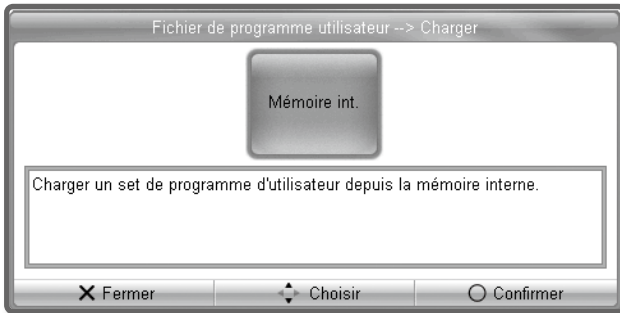 Fichier de programme utilisateur --> Charger
Mémoire int.
Charger un set de programme d'utilisateur depuis la mémoire interne.
Fermer Choisir Confirmer